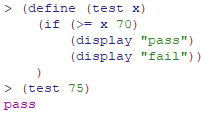 > (define (test x)
    (if (>= x 70)
        (display "pass")
        (display "fail"))
    )
> (test 75)
pass